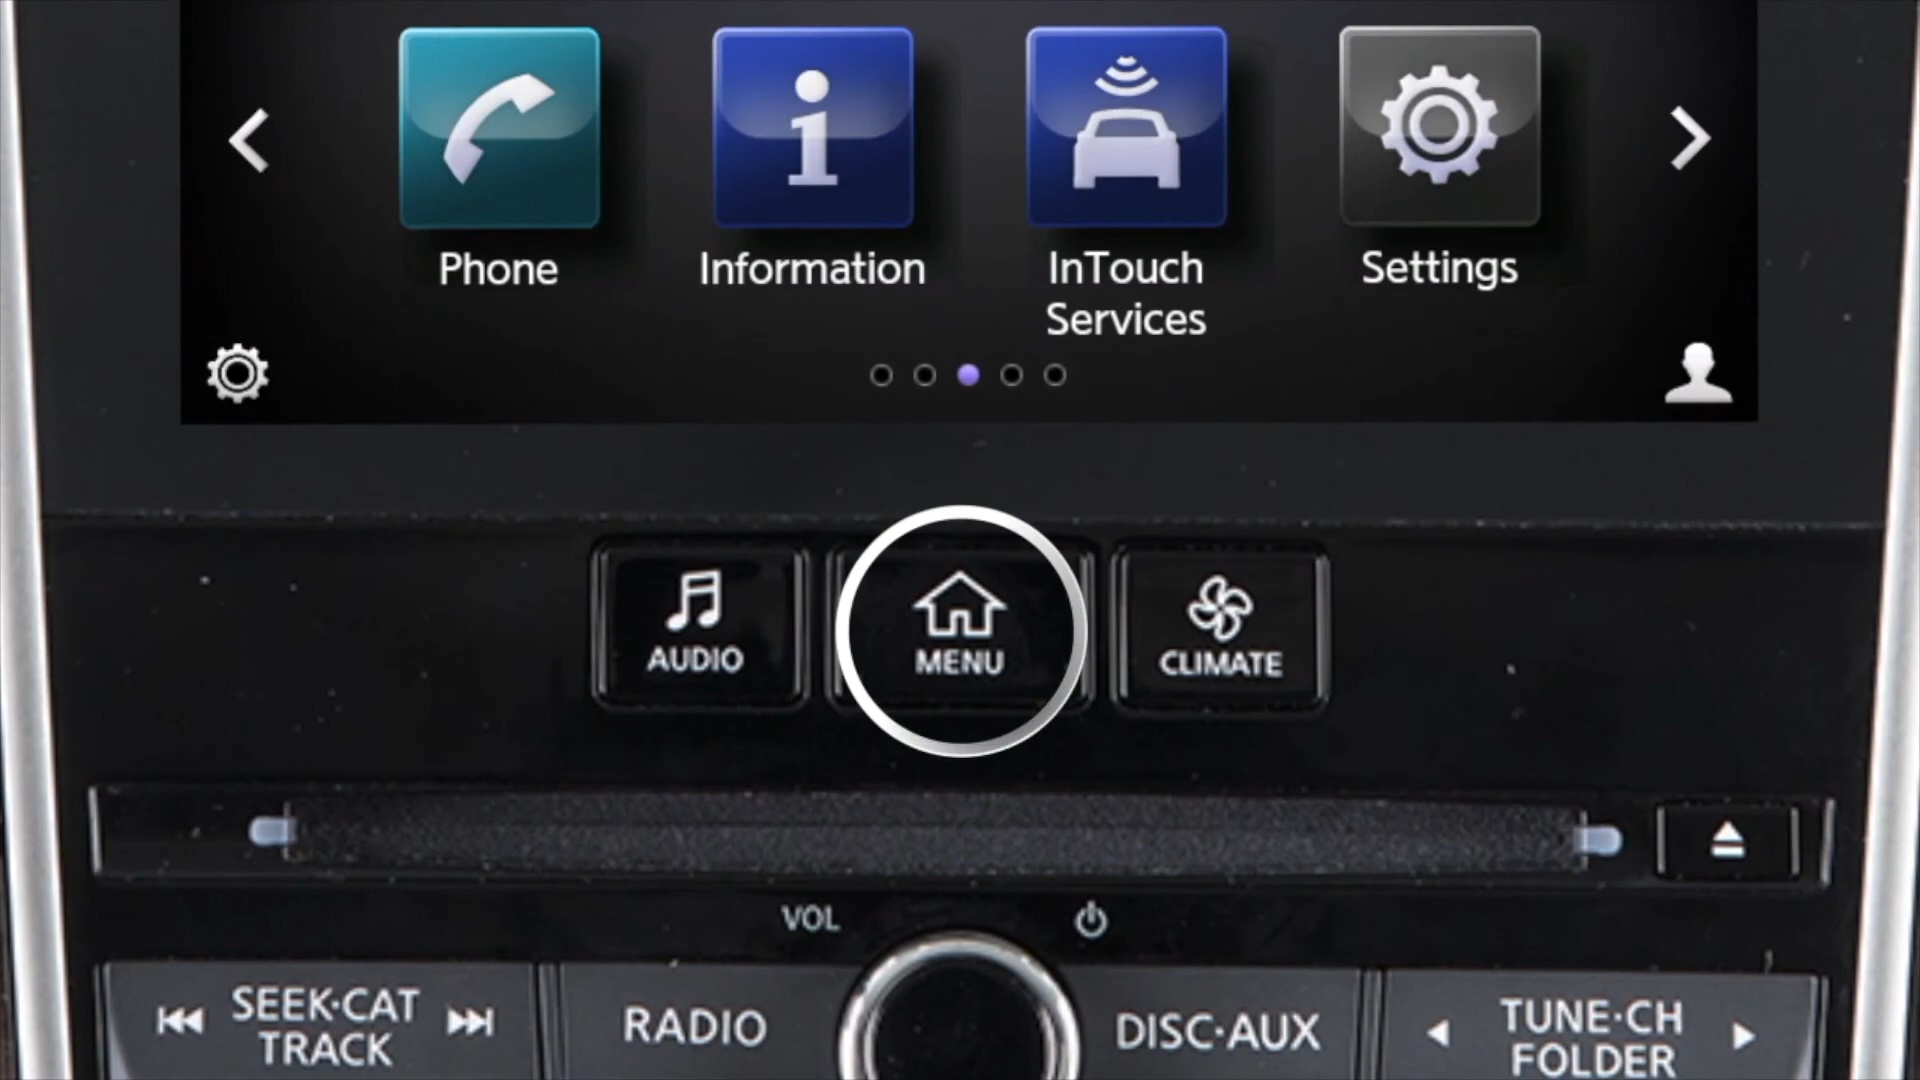 Phone
Information
InTouch
Services
Settings
AUDIO
MENU
CLIMATE
VOL
SEEK·CAT
TRACK
RADIO
DISC·AUX
TUNE·CH
FOLDER